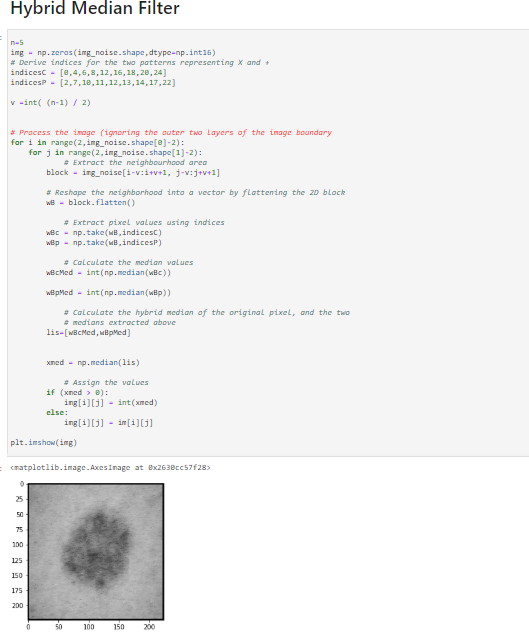 Hybrid Median Filter
n=5
img = np.zeros(img_noise.shape,dtype=np.int16)
# Derive indices for the two patterns representing X and +
indicesC = [0,4,6,8,12,16,18,20,24]
indicesP = [2,7,10,11,12,13,14,17,22]
v =int( (n-1) / 2)
# Process the image (ignoring the outer two layers of the image boundary
for i in range(2,img_noise.shape[0]-2):
for j in range(2,img_noise.shape[1]-2):
# Extract the neighbourhood area
block = img_noise[i-v:i+v+1, j-v:j+v+1]
# Reshape the neighborhood into a vector by flattening the 2D block
wB = block.flatten()
# Extract pixel values using indices
wBc = np.take(wB,indicesC)
wBp = np.take(wB,indicesP)
# Calculate the median values
wBcMed = int(np.median(wBc))
wBpMed = int(np.median(wBp))
# Calculate the hybrid median of the original pixel, and the two
# medians extracted above
lis=[wBcMed,wBpMed]
xmed = np.median(lis)
# Assign the values
if (xmed > 0):
img[i][j] = int(xmed)
else:
img[i][j] = im[i][j]
plt.imshow(img)
<matplotlib.image.AxesImage at 0x2630cc57f28>
0
25
50
75
100
125
150
175
200
0 50 100 150 200